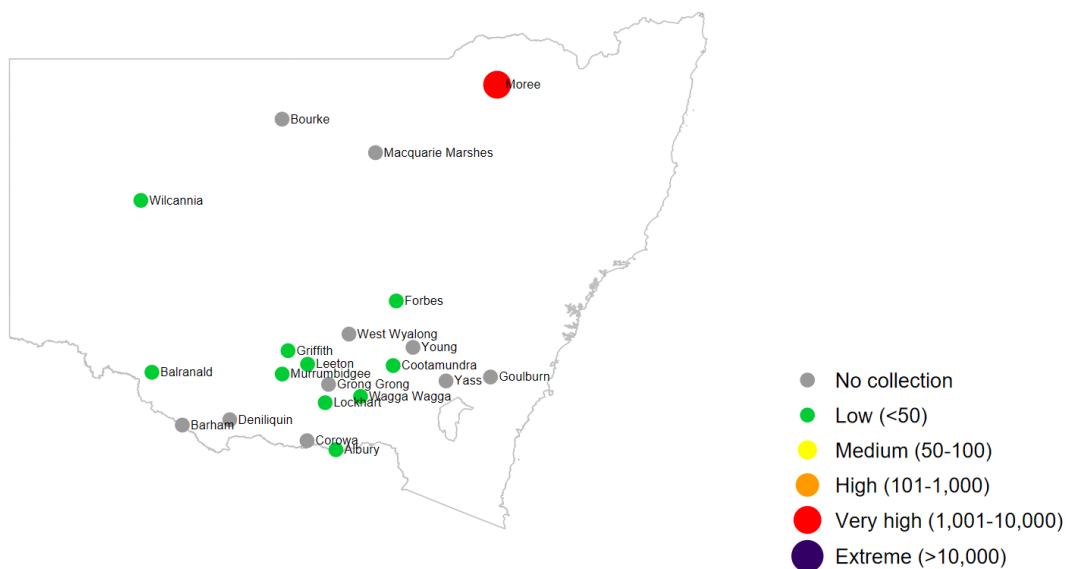 Moree
Bourke
Macquarie Marshes
Wilcannia
Forbes
West Wyalong
Young
Griffith
Leeton
Cootamundra
Balranald
Murrumbidgee
Goulburn
Yass
Grong Grong
Wagga Wagga
Lockhart
Deniliquin
Barham
Corowa
Albury
No collection
Low (<50)
Medium (50-100)
High (101-1,000)
Very high (1,001-10,000)
Extreme (>10,000)